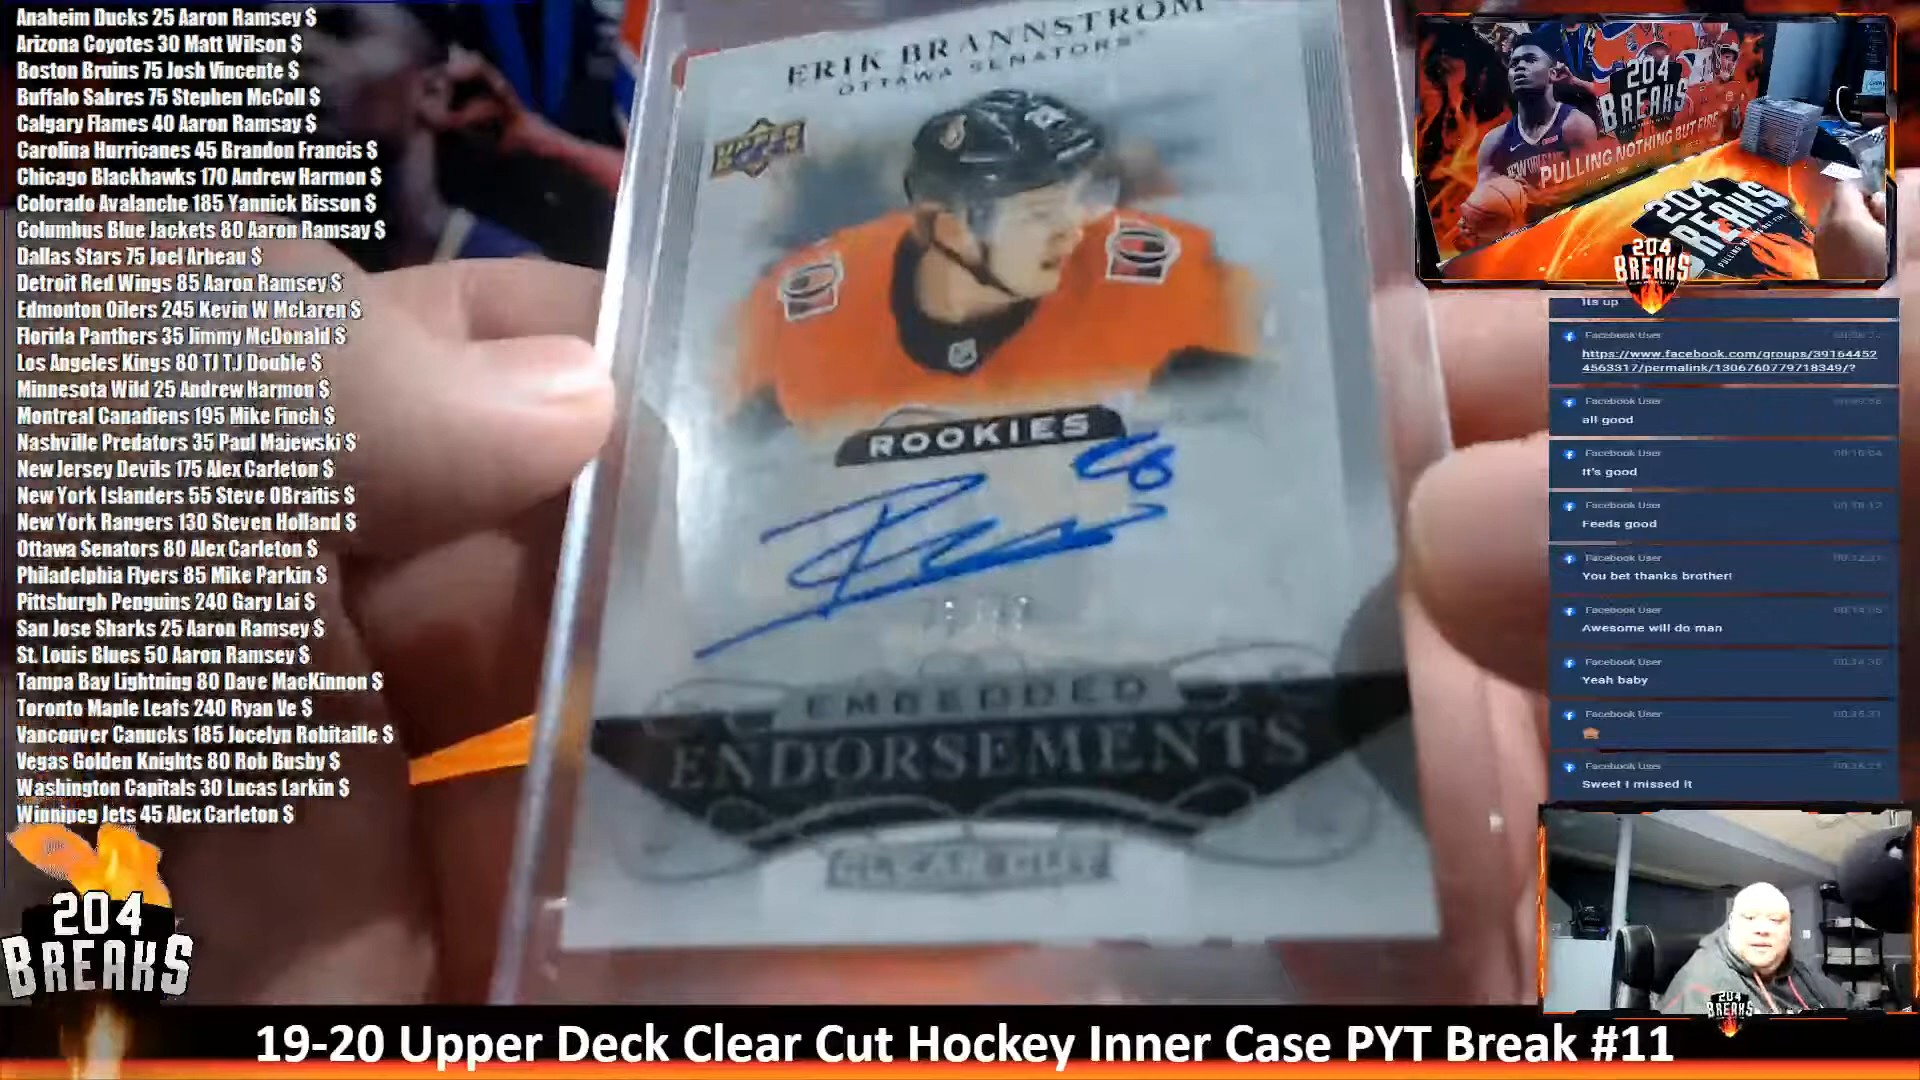 Anaheim Ducks 25 Aaron Ramsey $
Arizona Coyotes 30 Matt Wilson $
Boston Bruins 75 Josh Vincente $
Buffalo Sabres 75 Stephen McColl $
Calgary Flames 40 Aaron Ramsay $
Carolina Hurricanes 45 Brandon Francis $
Chicago Blackhawks 170 Andrew Harmon $
Colorado Avalanche 185 Yannick Bisson $
Columbus Blue Jackets 80 Aaron Ramsay $
Dallas Stars 75 Joel Arbeau $
Detroit Red Wings 85 Aaron Ramsey $
Edmonton Oilers 245 Kevin W McLaren $
Florida Panthers 35 Jimmy McDonald $
Los Angeles Kings 80 TJ TJ Double $
Minnesota Wild 25 Andrew Harmon $
Montreal Canadiens 195 Mike Finch $
Nashville Predators 35 Paul Majewski $
New Jersey Devils 175 Alex Carleton $
New York Islanders 55 Steve OBraitis $
New York Rangers 130 Steven Holland $
Ottawa Senators 80 Alex Carleton $
Philadelphia Flyers 85 Mike Parkin $
Pittsburgh Penguins 240 Gary Lai $
San Jose Sharks 25 Aaron Ramsey $
St. Louis Blues 50 Aaron Ramsey $
Tampa Bay Lightning 80 Dave MacKinnon $
Toronto Maple Leafs 240 Ryan Ve $
Vancouver Canucks 185 Jocelyn Robitaille $
Vegas Golden Knights 80 Rob Busby $
Washington Capitals 30 Lucas Larkin $
Winnipeg Jets 45 Alex Carleton $
204
BREAKS
ERIK BRANNSTROM
OTTAWA SENATORS
UPPER
DECK
ROOKIES
EMBEDDED
ENDORSEMENTS
204
BREAKS
PULLING NOTHING BUT FIRE
204
BREAKS
204
BREAKS
Its up
Facebook User
https://www.facebook.com/groups/39164452
4563317/permalink/1306760779718349/?
Facebook User
all good
Facebook User
It's good
Facebook User
Feeds good
Facebook User
You bet thanks brother!
Facebook User
Awesome will do man
Facebook User
Yeah baby
Facebook User
Facebook User
Sweet I missed it
204
BREAKS
19-20 Upper Deck Clear Cut Hockey Inner Case PYT Break #11